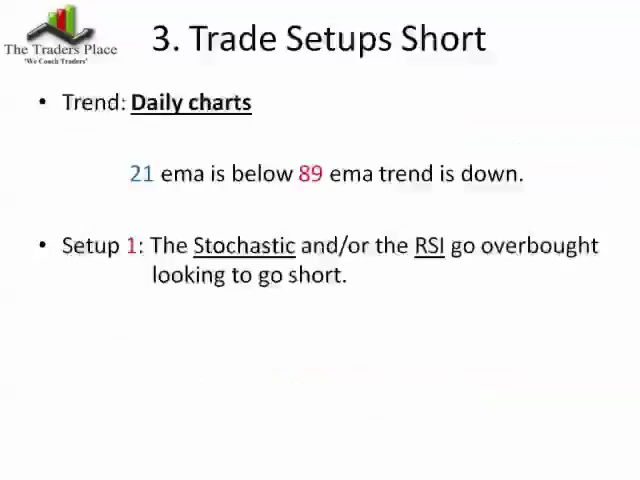 The Traders Place
'We Coach Traders'
3. Trade Setups Short
• Trend: Daily charts
21 ema is below 89 ema trend is down.
• Setup 1: The Stochastic and/or the RSI go overbought
looking to go short.